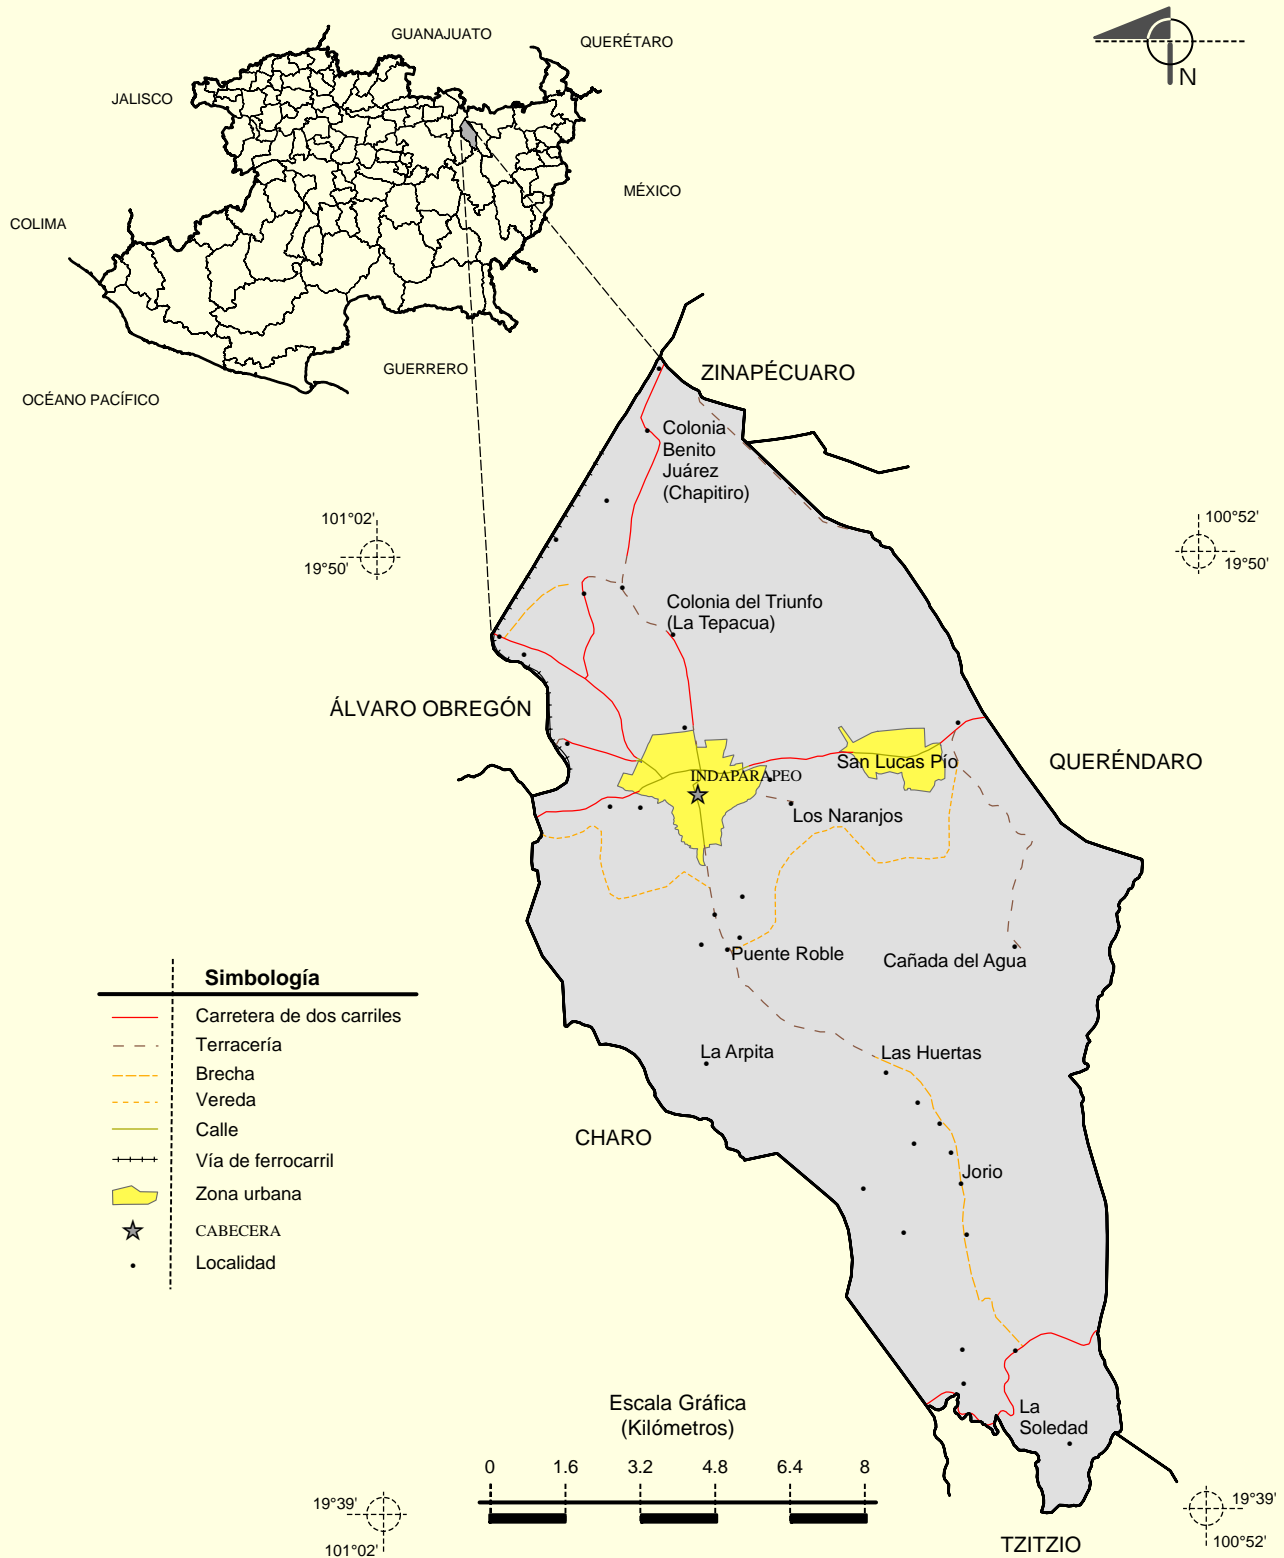 GUANAJUATO
QUERÉTARO
JALISCO
MÉXICO
COLIMA
GUERRERO
OCÉANO PACÍFICO
N
ZINAPÉCUARO
Colonia
Benito
Juárez
(Chapitiro)
101°02'
19°50'
100°52'
19°50'
Colonia del Triunfo
(La Tepacua)
ÁLVARO OBREGÓN
QUERÉNDARO
San Lucas Pío
INDAPARAPEO
Los Naranjos
Puente Roble
Cañada del Agua
La Arpita
Las Huertas
CHARO
Jorio
La
Soledad
TZITZIO
Simbología
Carretera de dos carriles
Terracería
Brecha
Vereda
Calle
Vía de ferrocarril
Zona urbana
CABECERA
Localidad
Escala Gráfica
(Kilómetros)
0 1.6 3.2 4.8 6.4 8
19°39'
101°02'
19°39'
100°52'